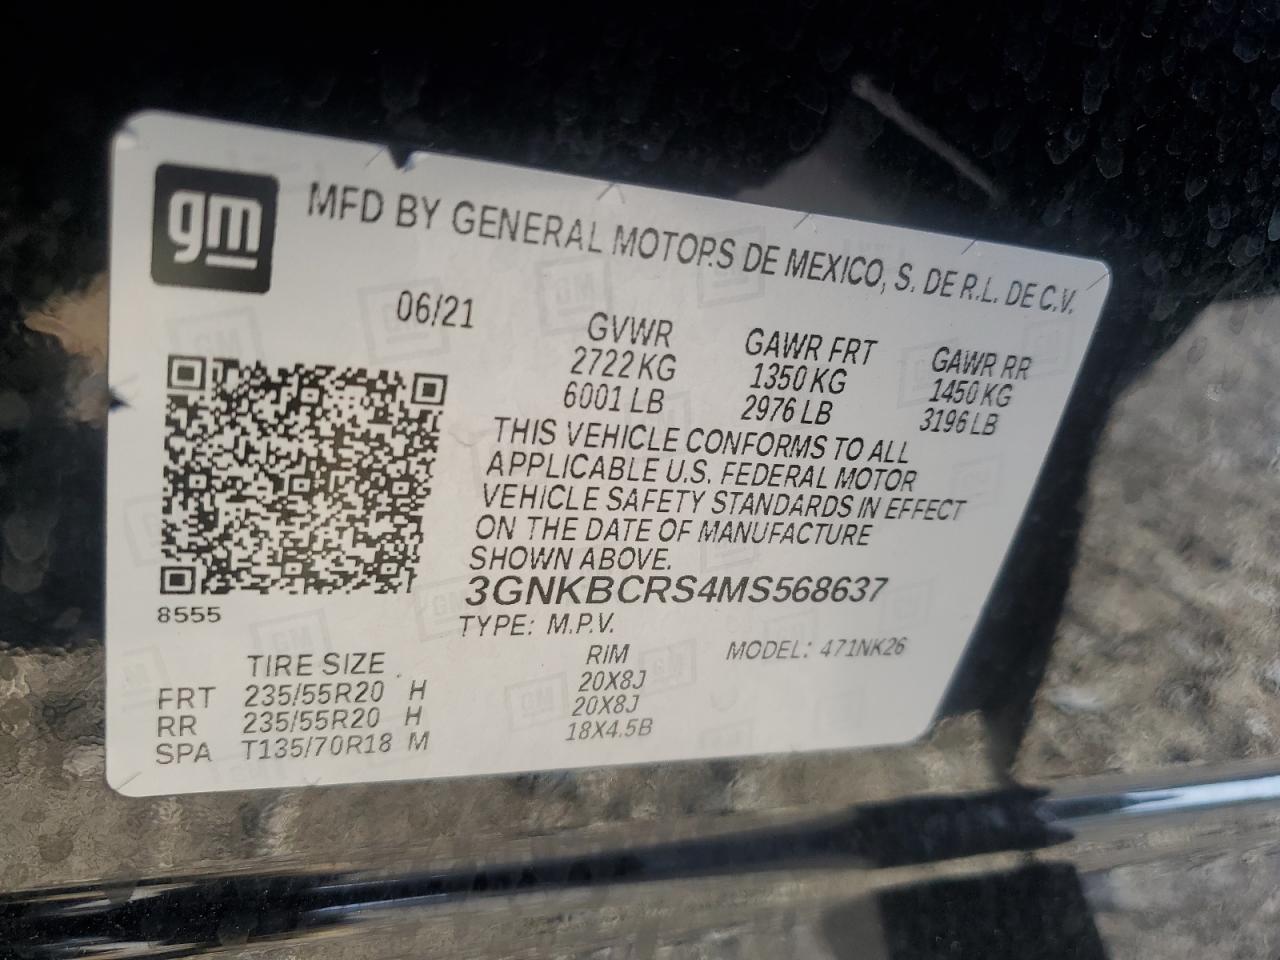 gm
MFD BY GENERAL MOTORS DE MEXICO, S. DE R.L. DE C.V.
06/21
GVWR GAWR FRT GAWR RR
2722 KG 1350 KG 1450 KG
6001 LB 2976 LB 3196 LB
THIS VEHICLE CONFORMS TO ALL
APPLICABLE U.S. FEDERAL MOTOR
VEHICLE SAFETY STANDARDS IN EFFECT
ON THE DATE OF MANUFACTURE
SHOWN ABOVE.
3GNKBCRS4MS568637
8555
TYPE: M.P.V.
MODEL: 471NK26
TIRE SIZE RIM
FRT 235/55R20 H 20X8J
RR 235/55R20 H 20X8J
SPA T135/70R18 M 18X4.5B